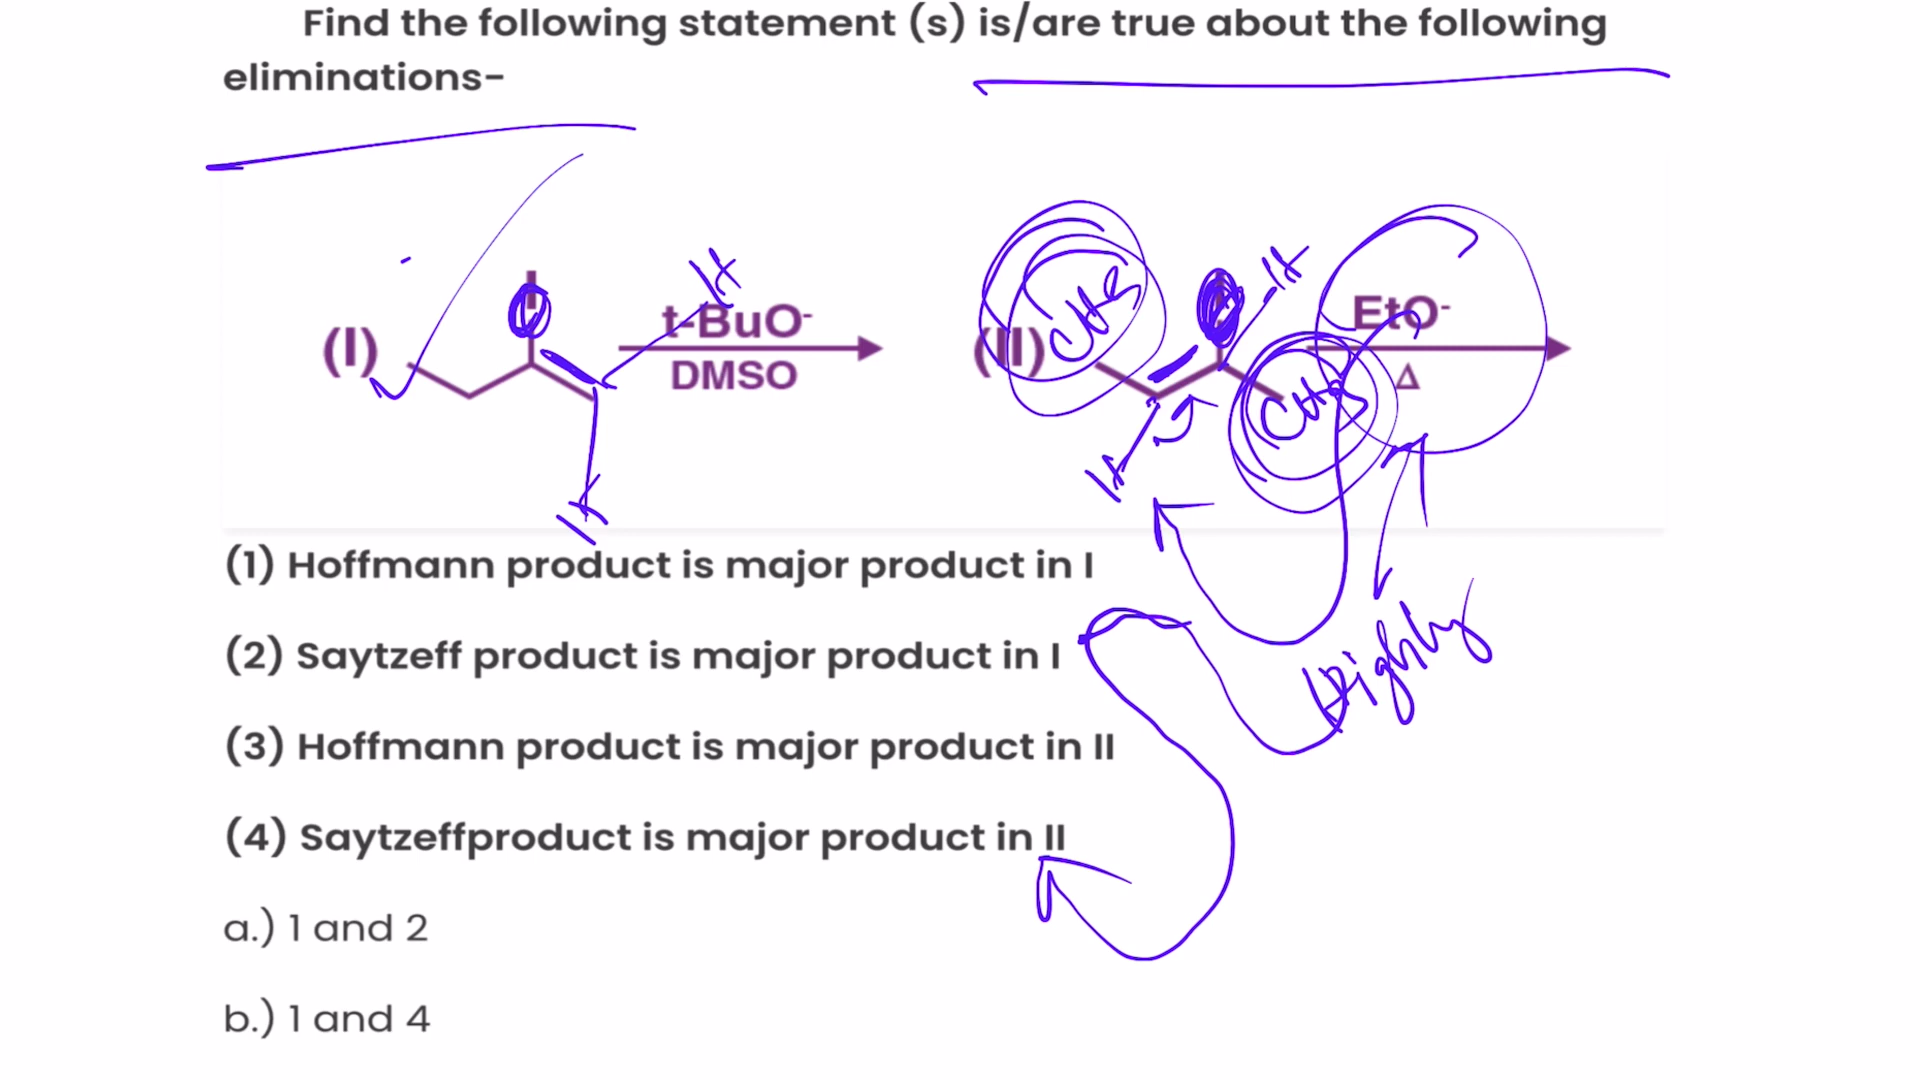 Find the following statement (s) is/are true about the following
eliminations-
I
H
H
(I)
t-BuO-
DMSO
(II)
CH3
H
EtO-
CH3
Δ
H
H
(1) Hoffmann product is major product in I
Highly
(2) Saytzeff product is major product in I
(3) Hoffmann product is major product in II
(4) Saytzeffproduct is major product in II
a.) 1 and 2
b.) 1 and 4